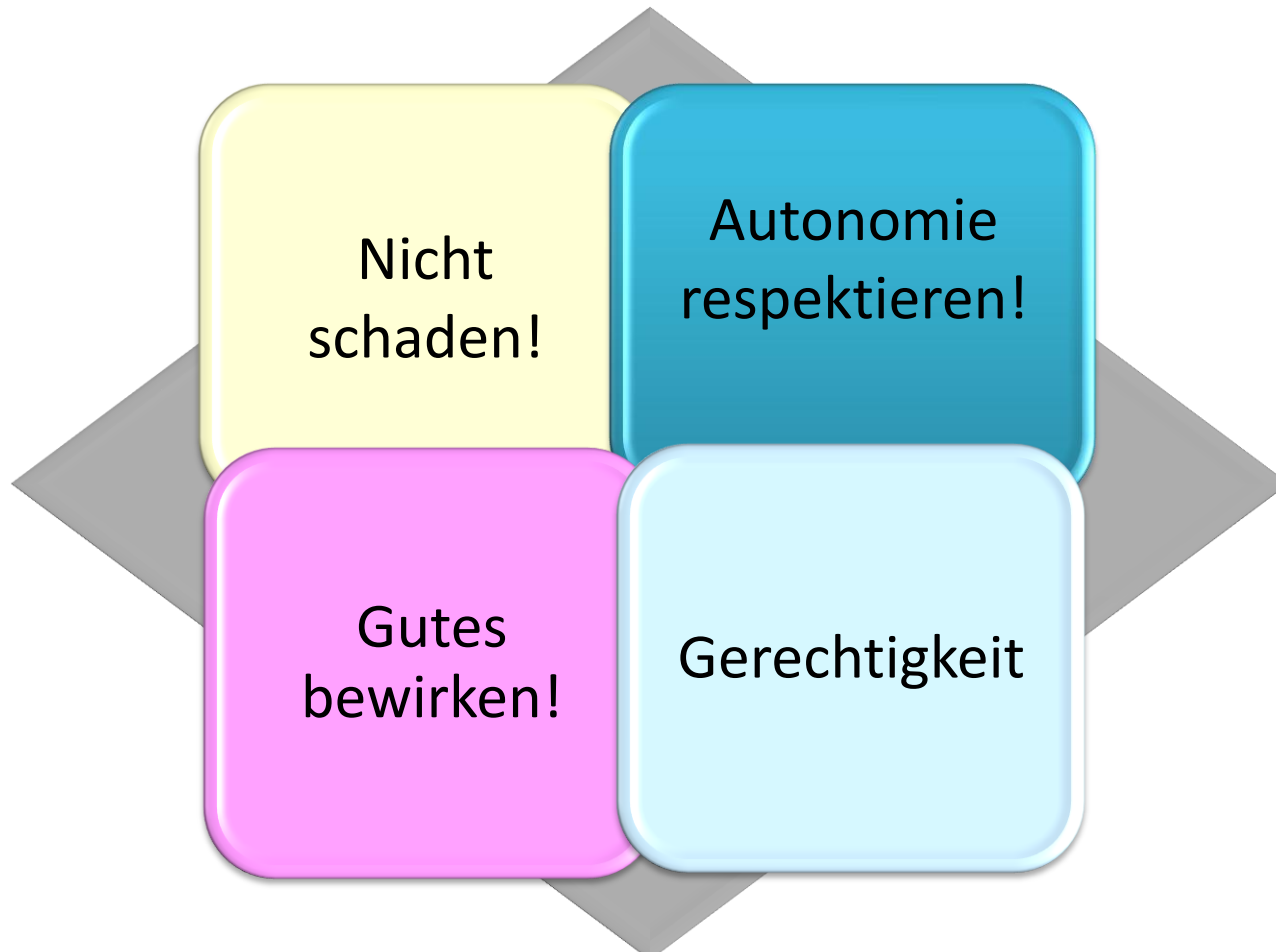 Nicht
schaden!
Autonomie
respektieren!
Gutes
bewirken!
Gerechtigkeit